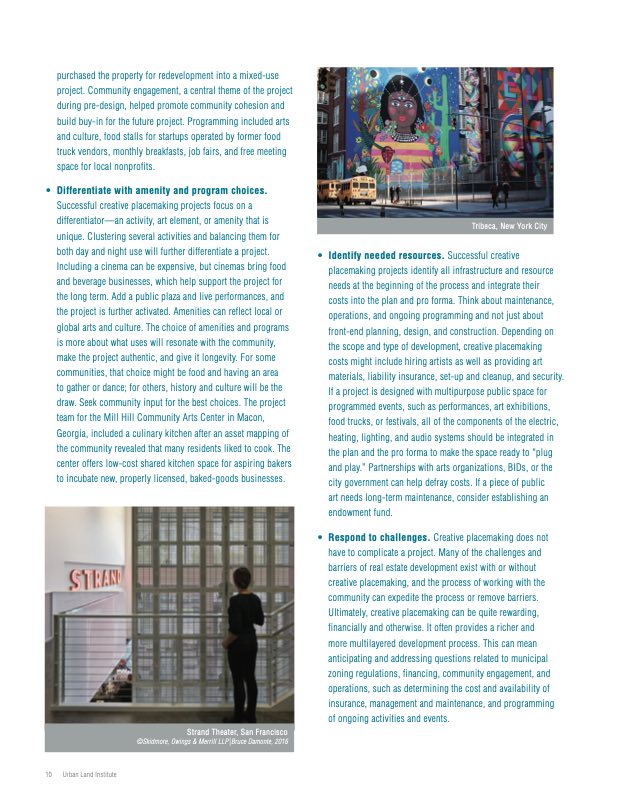 purchased the property for redevelopment into a mixed-use
project. Community engagement, a central theme of the project
during pre-design, helped promote community cohesion and
build buy-in for the future project. Programming included arts
and culture, food stalls for startups operated by former food
truck vendors, monthly breakfasts, job fairs, and free meeting
space for local nonprofits.
• Differentiate with amenity and program choices.
Successful creative placemaking projects focus on a
differentiator—an activity, art element, or amenity that is
unique. Clustering several activities and balancing them for
both day and night use will further differentiate a project.
Including a cinema can be expensive, but cinemas bring food
and beverage businesses, which help support the project for
the long term. Add a public plaza and live performances, and
the project is further activated. Amenities can reflect local or
global arts and culture. The choice of amenities and programs
is more about what uses will resonate with the community,
make the project authentic, and give it longevity. For some
communities, that choice might be food and having an area
to gather or dance; for others, history and culture will be the
draw. Seek community input for the best choices. The project
team for the Mill Hill Community Arts Center in Macon,
Georgia, included a culinary kitchen after an asset mapping of
the community revealed that many residents liked to cook. The
center offers low-cost shared kitchen space for aspiring bakers
to incubate new, properly licensed, baked-goods businesses.
STRAND
Strand Theater, San Francisco
©Skidmore, Owings & Merrill LLP|Bruce Damonte, 2016
Tribeca, New York City
• Identify needed resources. Successful creative
placemaking projects identify all infrastructure and resource
needs at the beginning of the process and integrate their
costs into the plan and pro forma. Think about maintenance,
operations, and ongoing programming and not just about
front-end planning, design, and construction. Depending on
the scope and type of development, creative placemaking
costs might include hiring artists as well as providing art
materials, liability insurance, set-up and cleanup, and security.
If a project is designed with multipurpose public space for
programmed events, such as performances, art exhibitions,
food trucks, or festivals, all of the components of the electric,
heating, lighting, and audio systems should be integrated in
the plan and the pro forma to make the space ready to "plug
and play." Partnerships with arts organizations, BIDs, or the
city government can help defray costs. If a piece of public
art needs long-term maintenance, consider establishing an
endowment fund.
• Respond to challenges. Creative placemaking does not
have to complicate a project. Many of the challenges and
barriers of real estate development exist with or without
creative placemaking, and the process of working with the
community can expedite the process or remove barriers.
Ultimately, creative placemaking can be quite rewarding,
financially and otherwise. It often provides a richer and
more multilayered development process. This can mean
anticipating and addressing questions related to municipal
zoning regulations, financing, community engagement, and
operations, such as determining the cost and availability of
insurance, management and maintenance, and programming
of ongoing activities and events.
10 Urban Land Institute